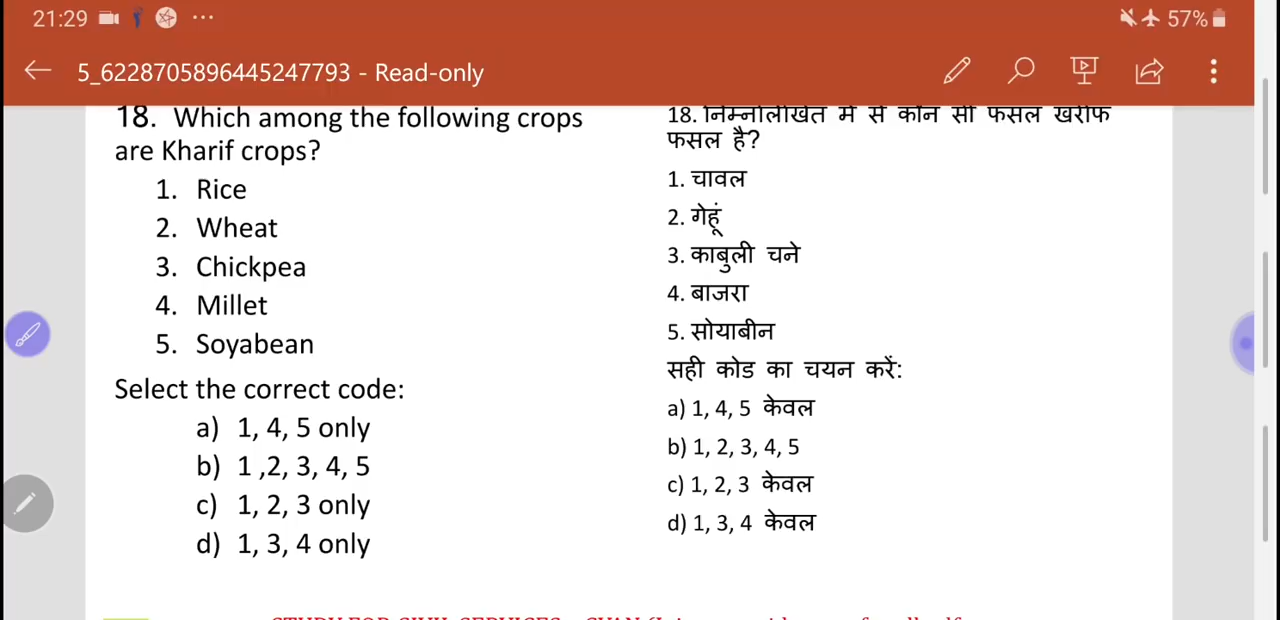 21:29
57%
5_6228705896445247793 - Read-only
18. Which among the following crops
are Kharif crops?
1. Rice
2. Wheat
3. Chickpea
4. Millet
5. Soyabean
Select the correct code:
a) 1, 4, 5 only
b) 1 ,2, 3, 4, 5
c) 1, 2, 3 only
d) 1, 3, 4 only
18. निम्नलिखित में से कौन सी फसल खरीफ
फसल है?
1. चावल
2. गेहूं
3. काबुली चने
4. बाजरा
5. सोयाबीन
सही कोड का चयन करें:
a) 1, 4, 5 केवल
b) 1, 2, 3, 4, 5
c) 1, 2, 3 केवल
d) 1, 3, 4 केवल
STUDY FOR CIVIL SERVICES